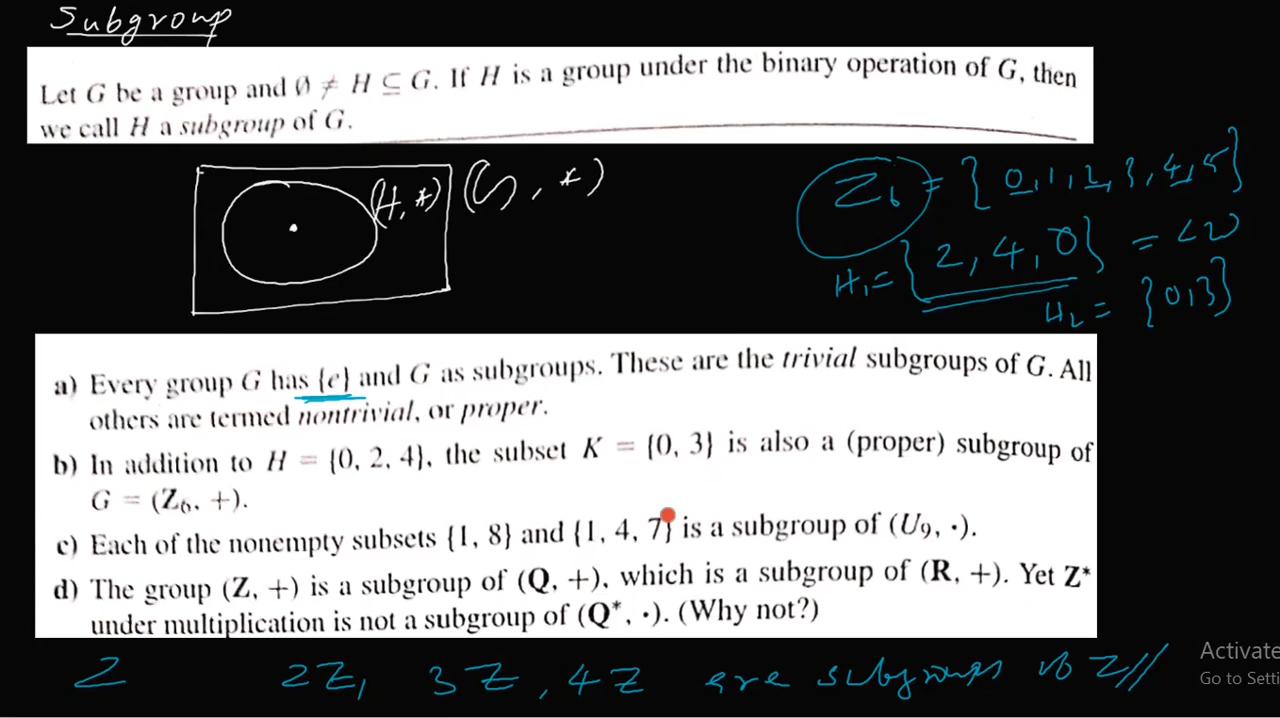 Subgroup
Let G be a group and ∅ ≠ H ⊆ G. If H is a group under the binary operation of G, then
we call H a subgroup of G.
(H, *) (G, *)
Z₆ = {0, 1, 2, 3, 4, 5}
H₁ = {2, 4, 0} = <2>
H₂ = {0, 3}
a) Every group G has {e} and G as subgroups. These are the trivial subgroups of G. All
others are termed nontrivial, or proper.
b) In addition to H = {0, 2, 4}, the subset K = {0, 3} is also a (proper) subgroup of
G = (Z₆, +).
c) Each of the nonempty subsets {1, 8} and {1, 4, 7} is a subgroup of (U₉, ·).
d) The group (Z, +) is a subgroup of (Q, +), which is a subgroup of (R, +). Yet Z*
under multiplication is not a subgroup of (Q*, ·). (Why not?)
Z 2Z, 3Z, 4Z are subgroups of Z//
Activate
Go to Setti